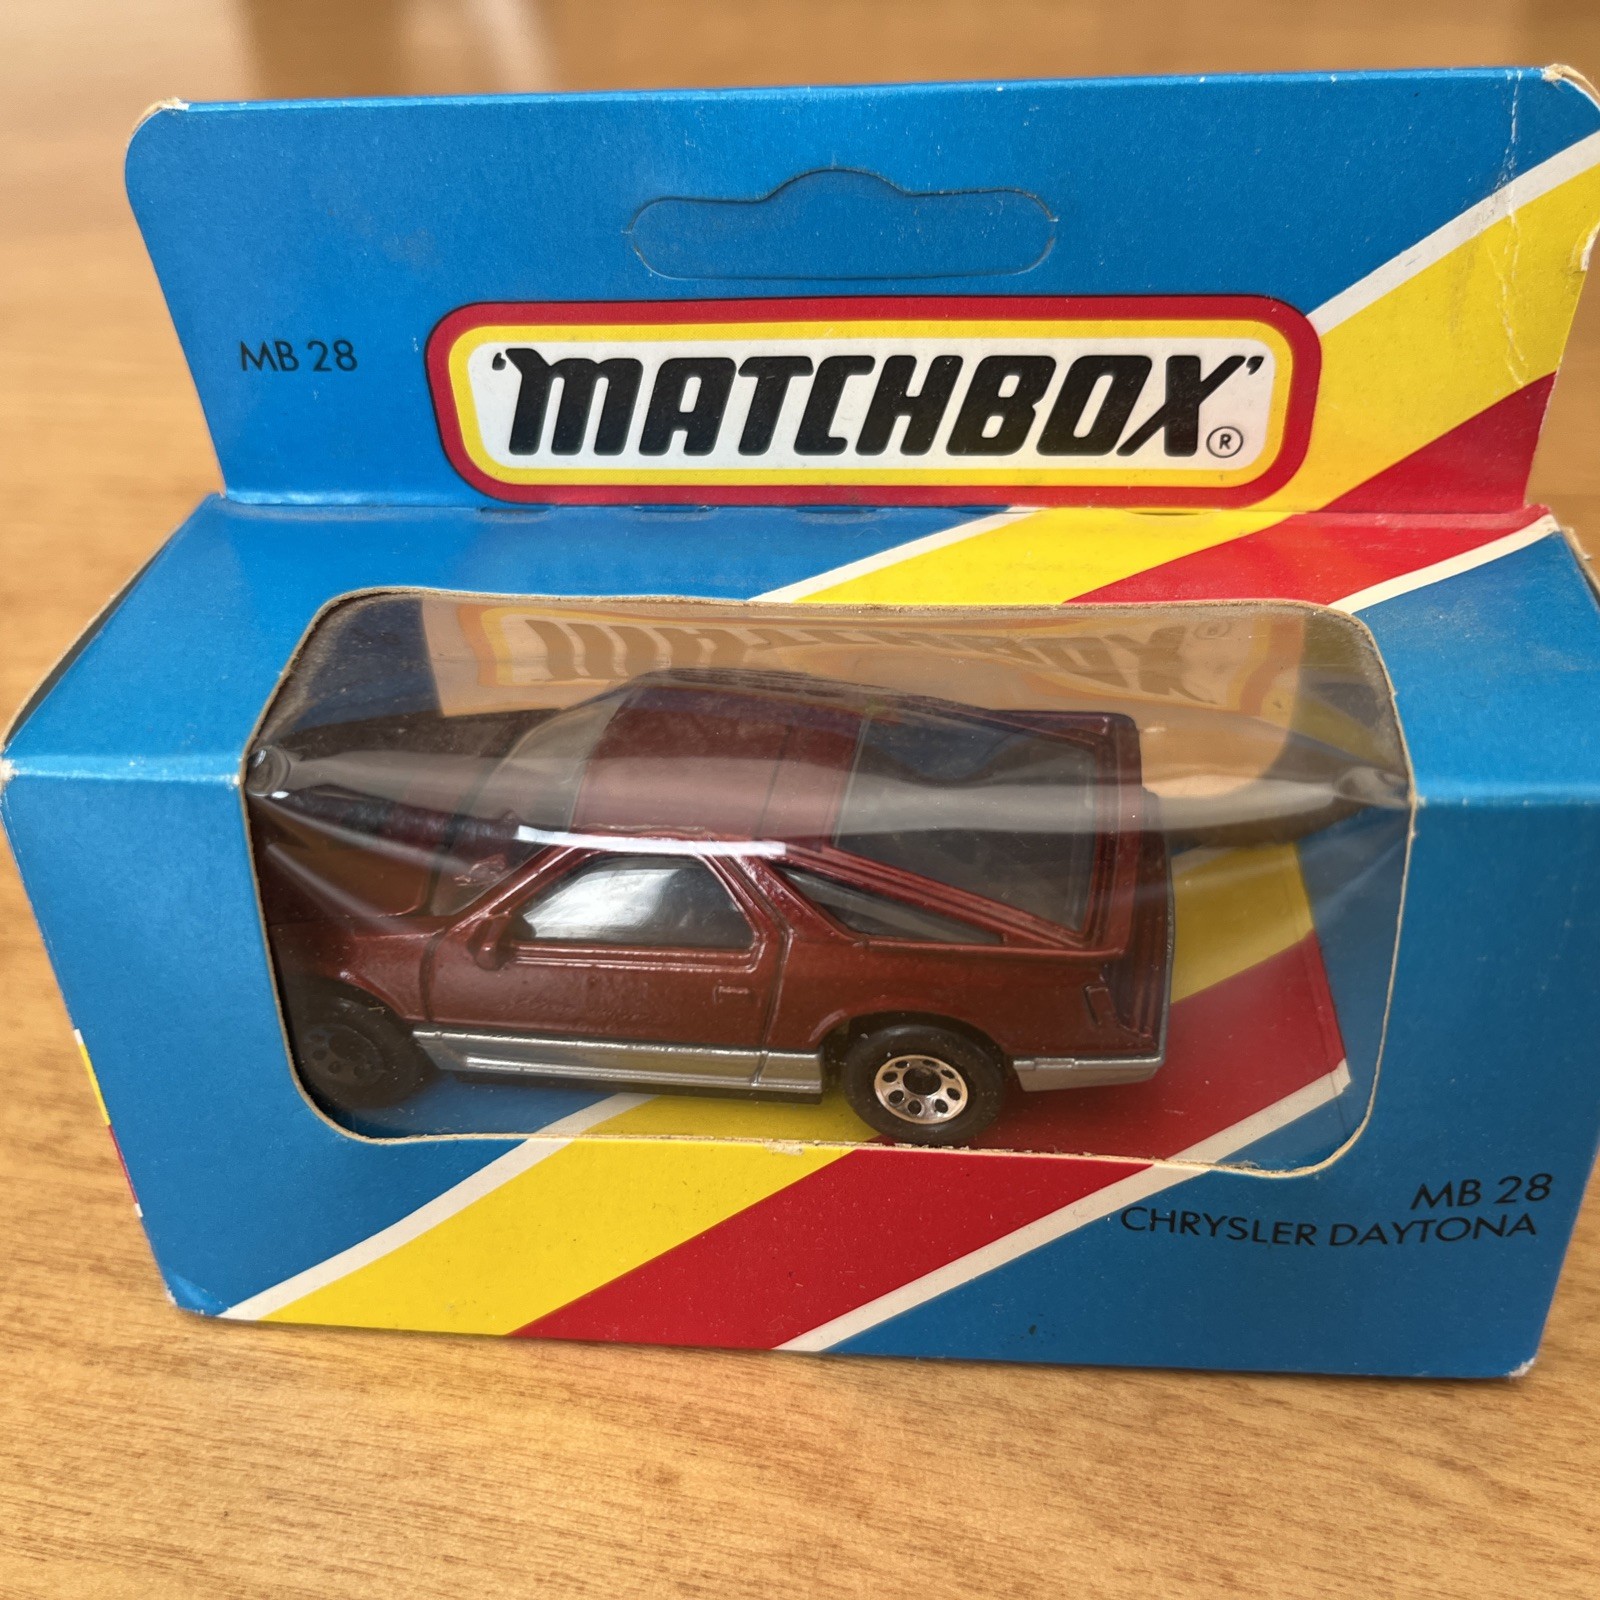 MB 28
'MATCHBOX'®
MB 28
CHRYSLER DAYTONA